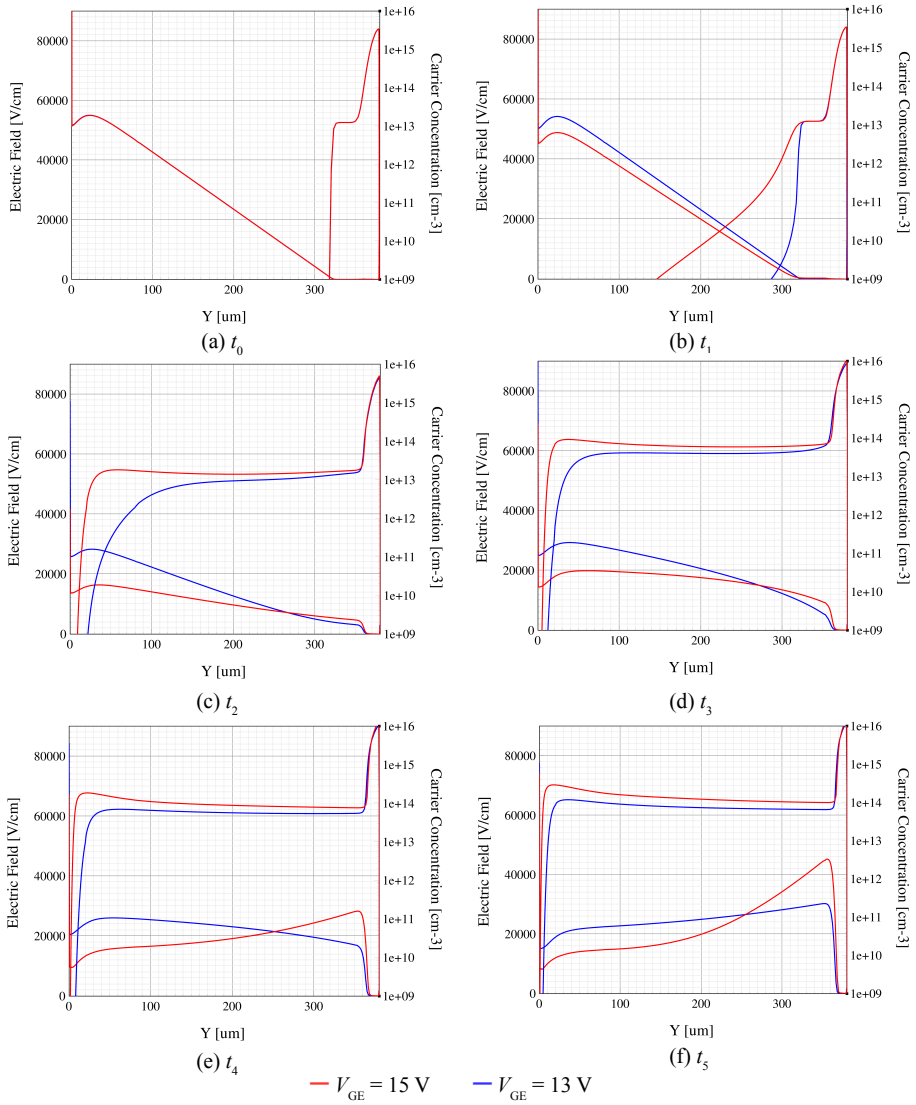 80000
60000
40000
20000
0
Electric Field [V/cm]
1e+16
1e+15
1e+14
1e+13
1e+12
1e+11
1e+10
1e+09
Carrier Concentration [cm-3]
0 100 200 300
Y [um]
(a) t0
80000
60000
40000
20000
0
Electric Field [V/cm]
1e+16
1e+15
1e+14
1e+13
1e+12
1e+11
1e+10
1e+09
Carrier Concentration [cm-3]
0 100 200 300
Y [um]
(b) t1
80000
60000
40000
20000
0
Electric Field [V/cm]
1e+16
1e+15
1e+14
1e+13
1e+12
1e+11
1e+10
1e+09
Carrier Concentration [cm-3]
0 100 200 300
Y [um]
(c) t2
80000
60000
40000
20000
0
Electric Field [V/cm]
1e+16
1e+15
1e+14
1e+13
1e+12
1e+11
1e+10
1e+09
Carrier Concentration [cm-3]
0 100 200 300
Y [um]
(d) t3
80000
60000
40000
20000
0
Electric Field [V/cm]
1e+16
1e+15
1e+14
1e+13
1e+12
1e+11
1e+10
1e+09
Carrier Concentration [cm-3]
0 100 200 300
Y [um]
(e) t4
80000
60000
40000
20000
0
Electric Field [V/cm]
1e+16
1e+15
1e+14
1e+13
1e+12
1e+11
1e+10
1e+09
Carrier Concentration [cm-3]
0 100 200 300
Y [um]
(f) t5
VGE = 15 V
VGE = 13 V